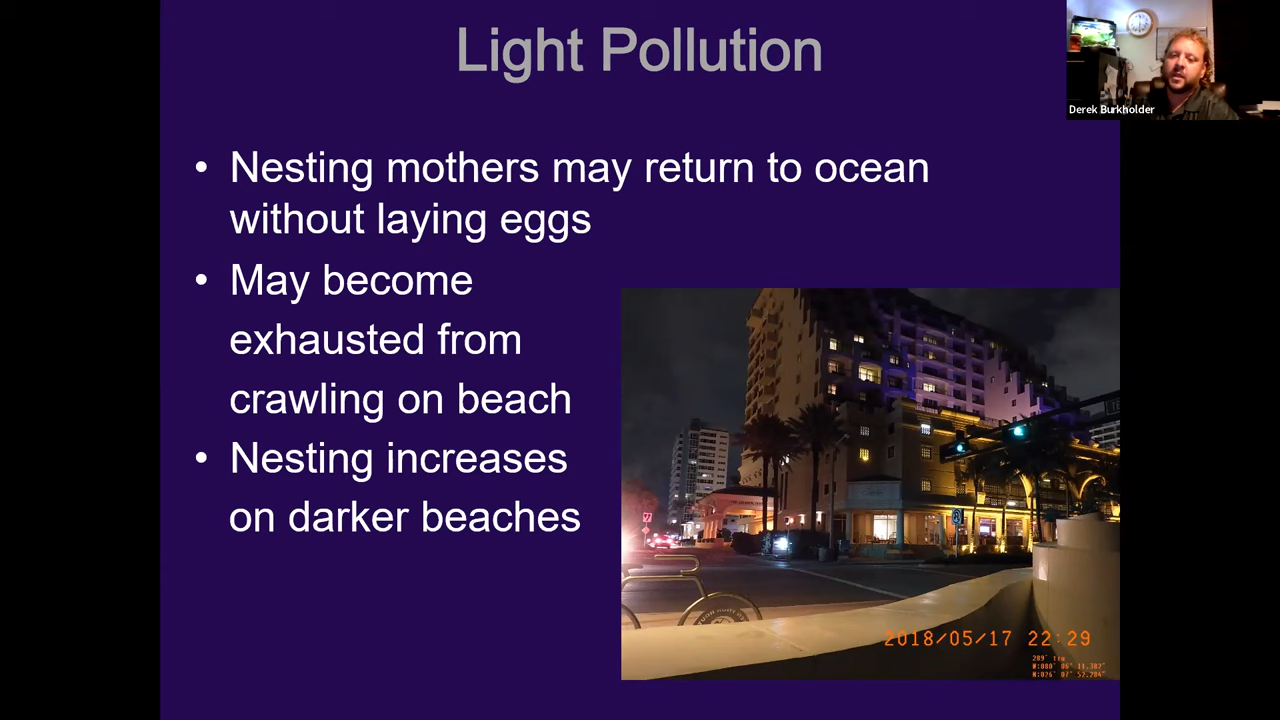 Light Pollution
Derek Burkholder
• Nesting mothers may return to ocean
without laying eggs
• May become
exhausted from
crawling on beach
• Nesting increases
on darker beaches
2018/05/17 22:29